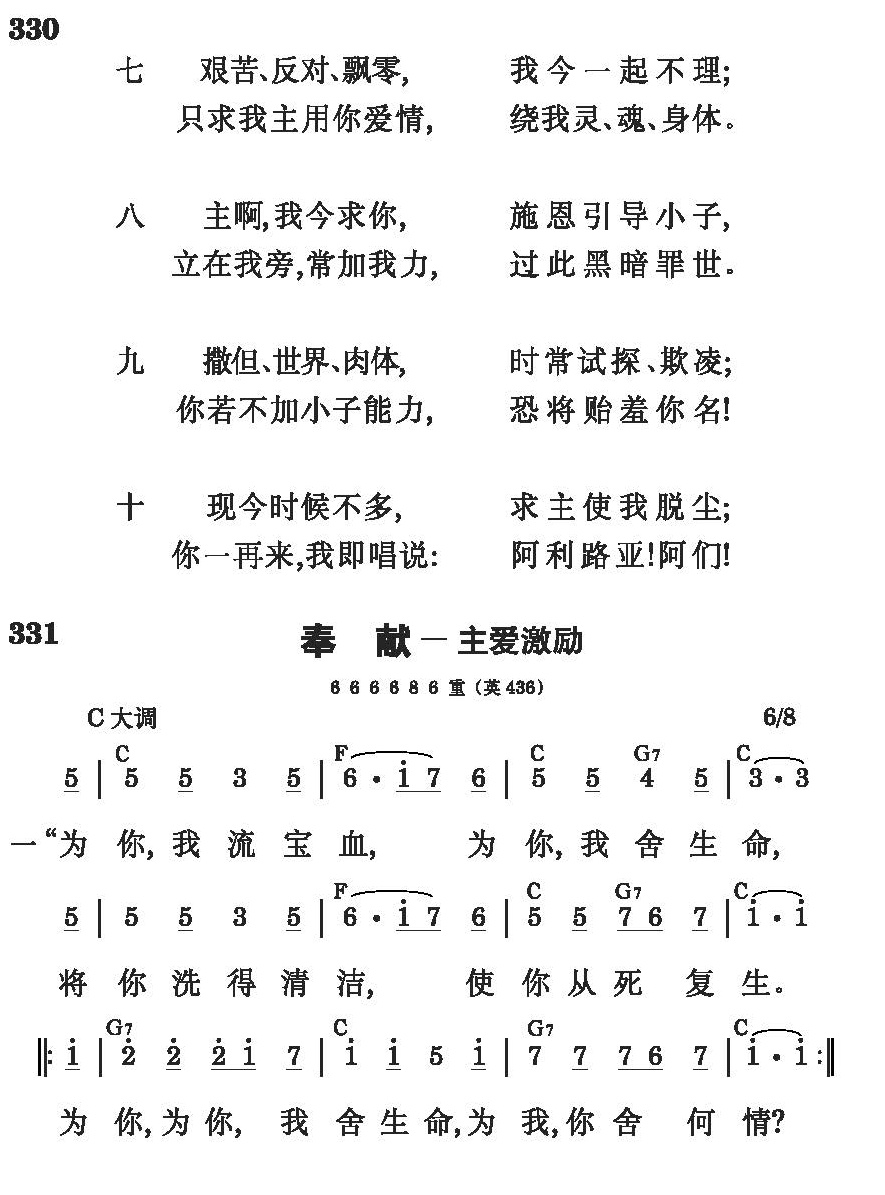 330
七 艰苦、反对、飘零, 我今一起不理;
只求我主用你爱情, 绕我灵、魂、身体。
八 主啊,我今求你, 施恩引导小子,
立在我旁,常加我力, 过此黑暗罪世。
九 撒但、世界、肉体, 时常试探、欺凌;
你若不加小子能力, 恐将贻羞你名!
十 现今时候不多, 求主使我脱尘;
你一再来,我即唱说: 阿利路亚!阿们!
331 奉 献—主爱激励
6 6 6 6 8 6 重(英436)
C大调 6/8
C F C G7 C
5 | 5 5 3 5 | 6 · i 7 6 | 5 5 4 5 | 3 · 3
一 “为 你, 我 流 宝 血, 为 你, 我 舍 生 命,
F C G7 C
5 | 5 5 3 5 | 6 · i 7 6 | 5 5 7 6 7 | i · i
将 你 洗 得 清 洁, 使 你 从 死 复 生。
G7 C G7 C
‖: i | 2̇ 2̇ 2̇ i 7 | i i 5 i | 7 7 7 6 7 | i · i :‖
为 你, 为 你, 我 舍 生 命, 为 我, 你 舍 何 情?